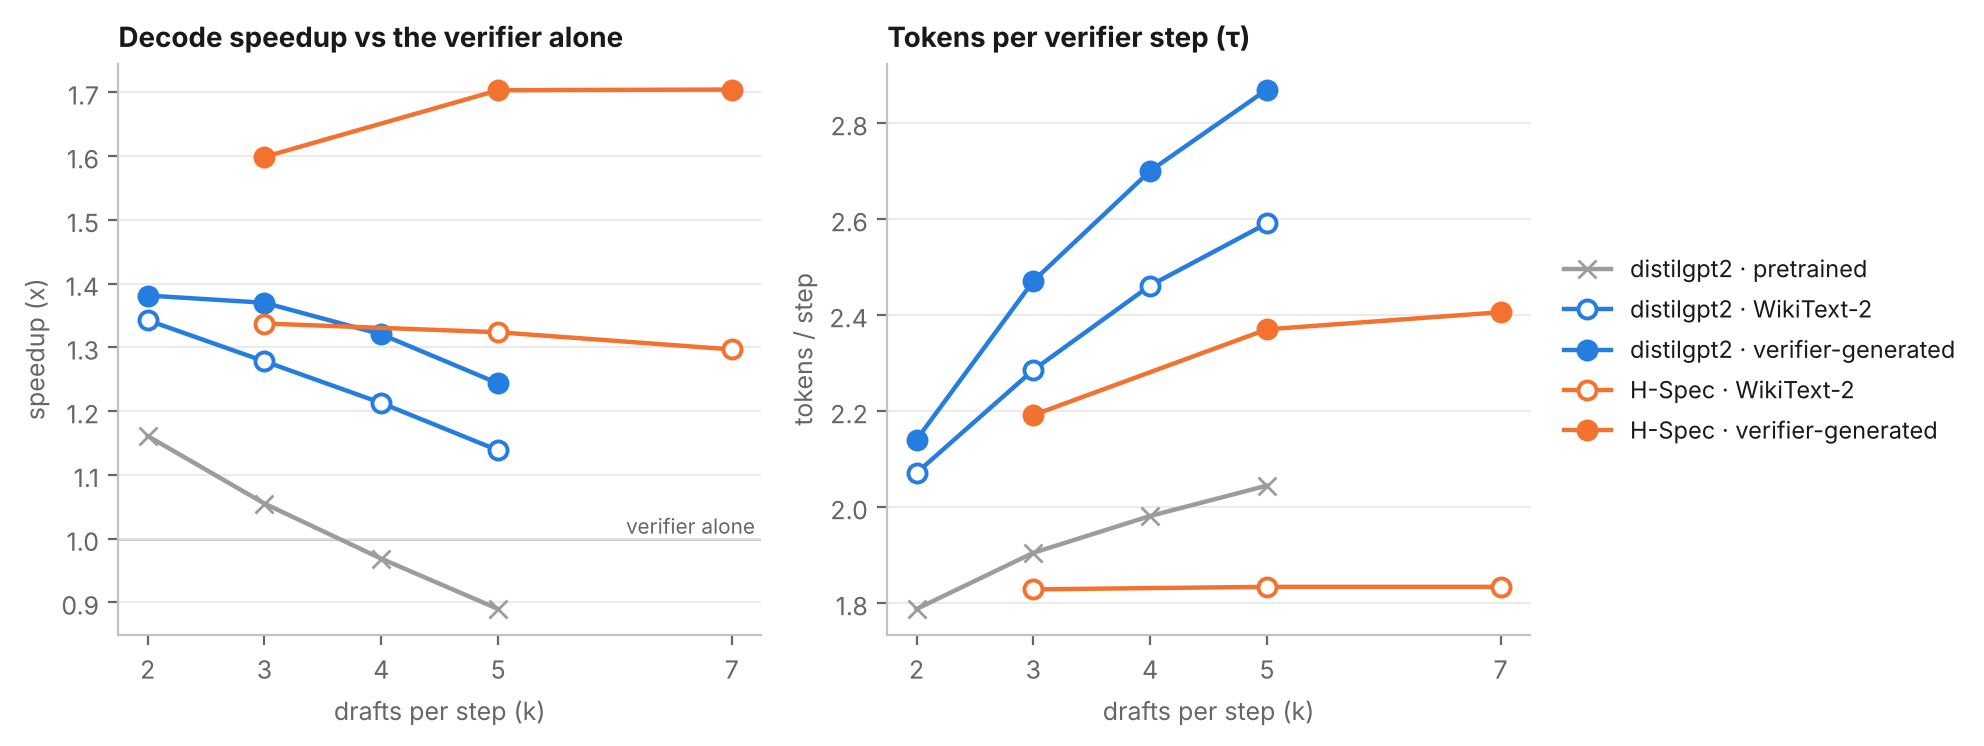 Decode speedup vs the verifier alone
speedup (x)
1.7
1.6
1.5
1.4
1.3
1.2
1.1
1.0
0.9
verifier alone
2 3 4 5 7
drafts per step (k)
Tokens per verifier step (τ)
tokens / step
2.8
2.6
2.4
2.2
2.0
1.8
2 3 4 5 7
drafts per step (k)
distilgpt2 · pretrained
distilgpt2 · WikiText-2
distilgpt2 · verifier-generated
H-Spec · WikiText-2
H-Spec · verifier-generated